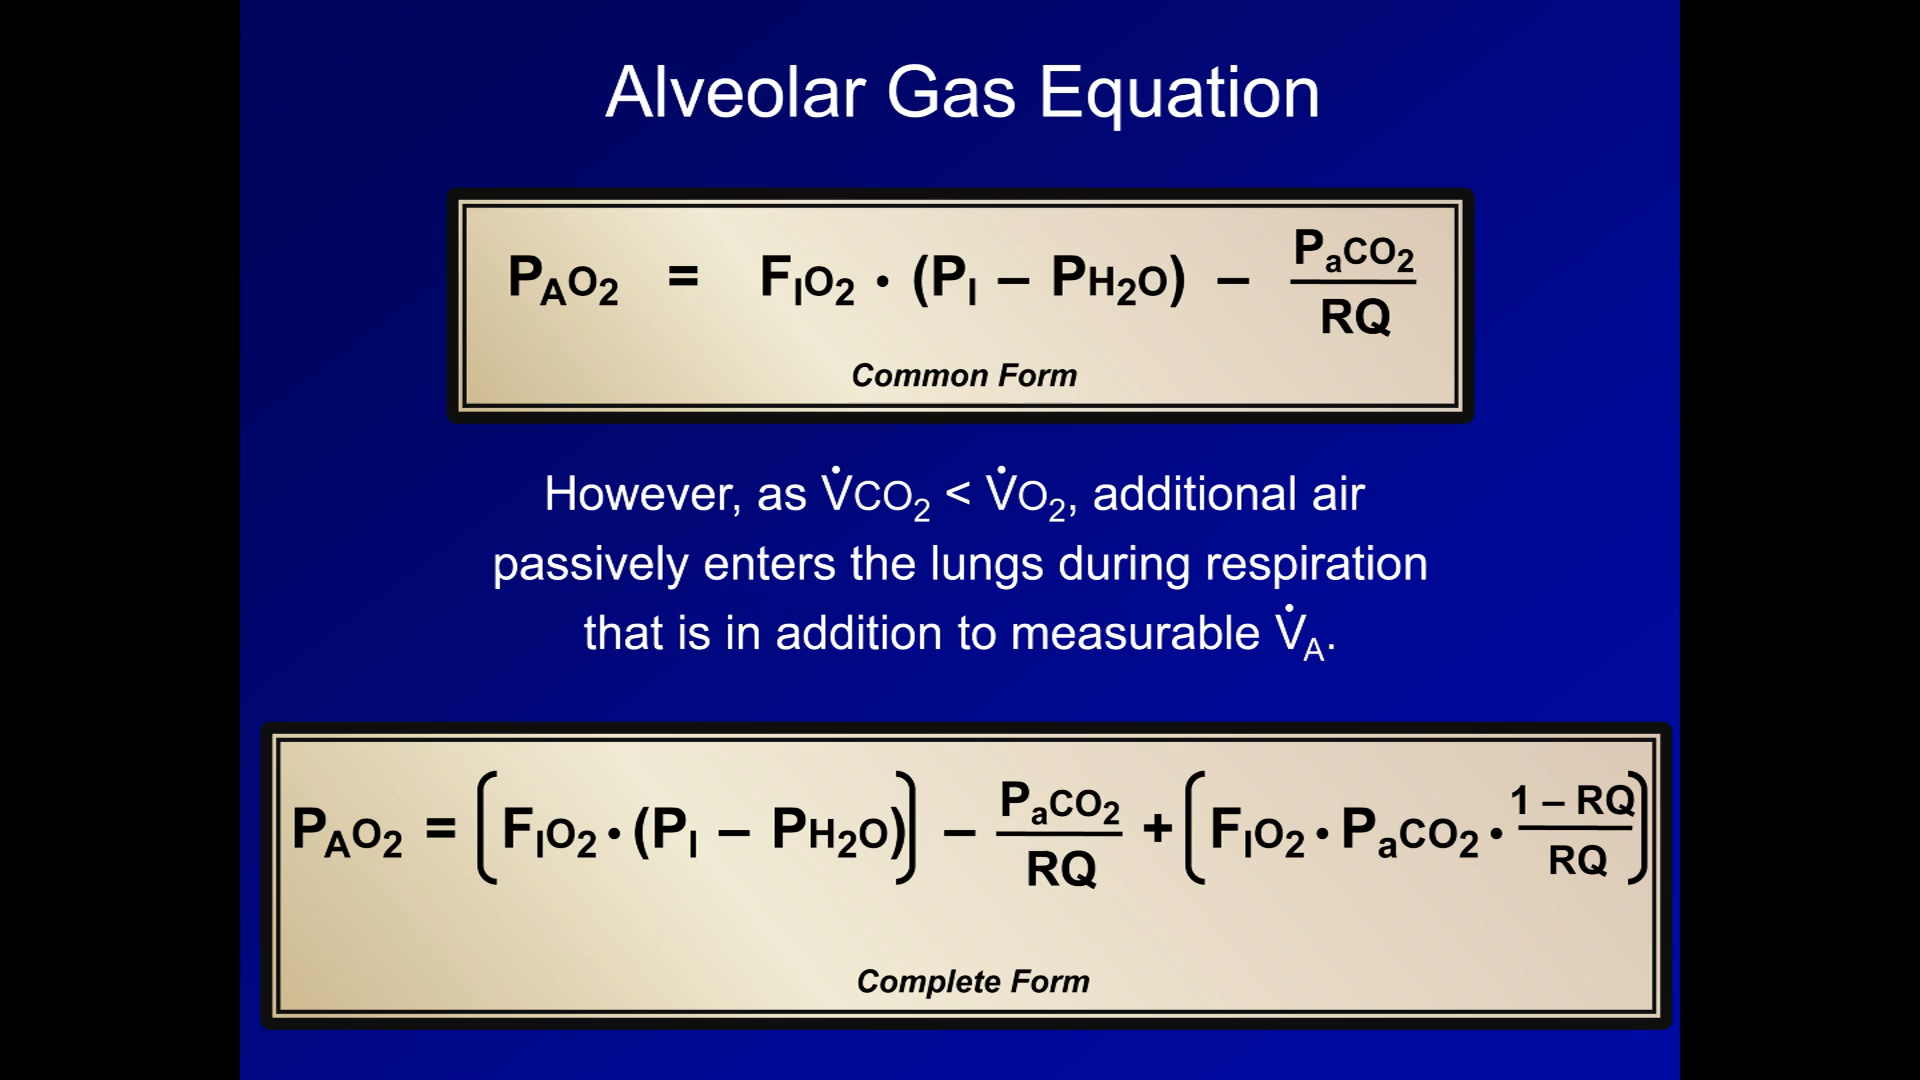 Alveolar Gas Equation
PAO2 = FIO2 • (PI – PH2O) – PaCO2 / RQ
Common Form
However, as V̇CO2 < V̇O2, additional air
passively enters the lungs during respiration
that is in addition to measurable V̇A.
PAO2 = (FIO2 • (PI – PH2O)) – PaCO2 / RQ + (FIO2 • PaCO2 • 1 – RQ / RQ)
Complete Form